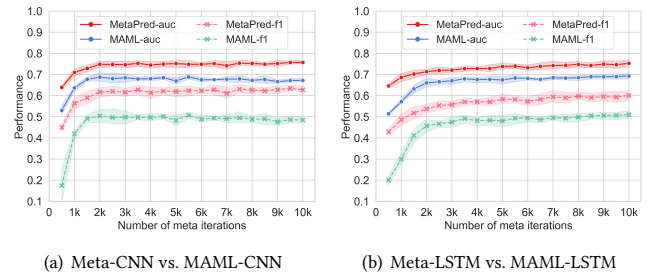 MetaPred-auc
MAML-auc
MetaPred-f1
MAML-f1
Performance
1.0
0.9
0.8
0.7
0.6
0.5
0.4
0.3
0.2
0.1
0 1k 2k 3k 4k 5k 6k 7k 8k 9k 10k
Number of meta iterations
(a) Meta-CNN vs. MAML-CNN
MetaPred-auc
MAML-auc
MetaPred-f1
MAML-f1
Performance
1.0
0.9
0.8
0.7
0.6
0.5
0.4
0.3
0.2
0.1
0 1k 2k 3k 4k 5k 6k 7k 8k 9k 10k
Number of meta iterations
(b) Meta-LSTM vs. MAML-LSTM